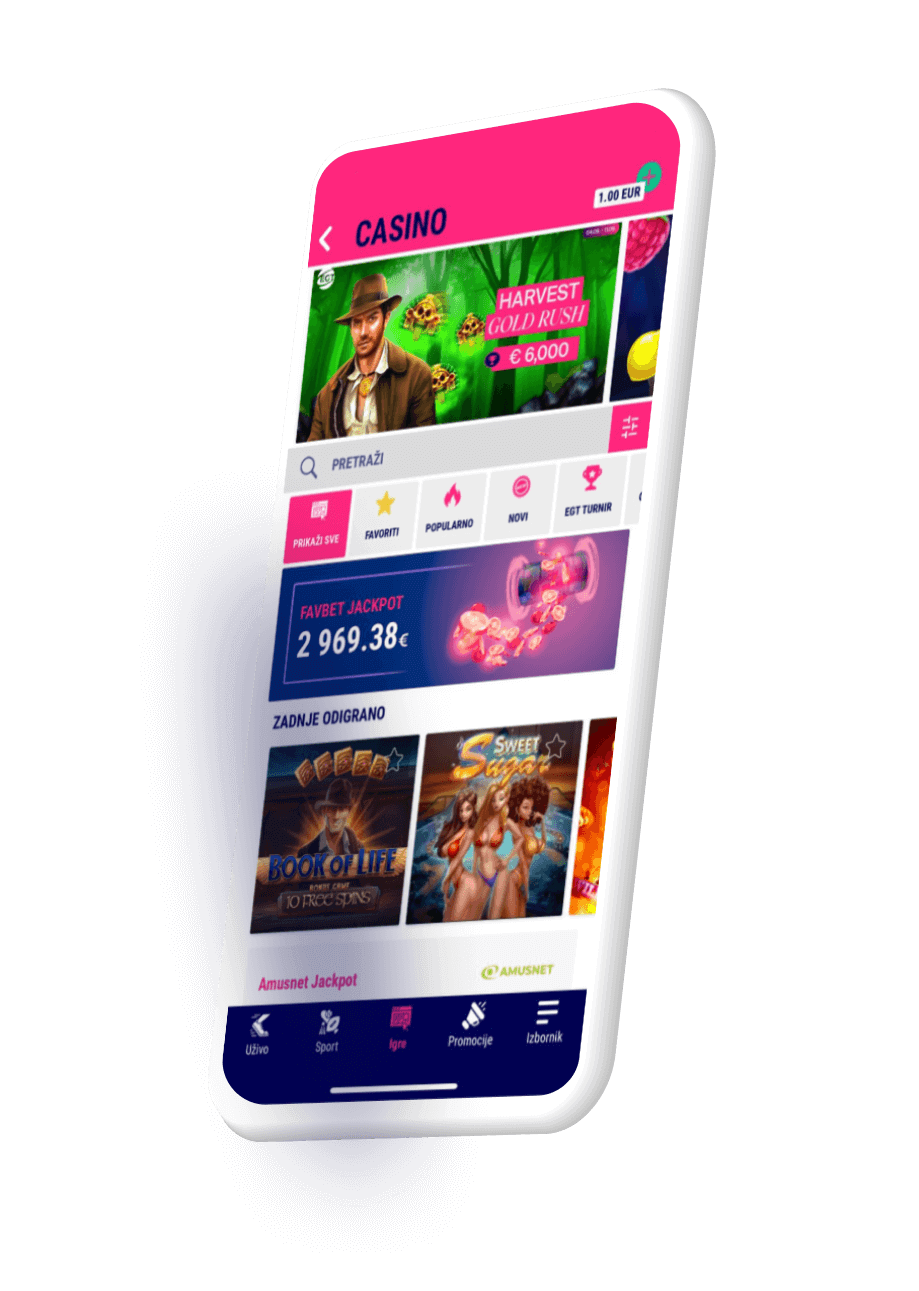 1.00 EUR
CASINO
EGT
HARVEST
GOLD RUSH
€ 6,000
PRETRAŽI
PRIKAŽI SVE
FAVORITI
POPULARNO
NOVI
EGT TURNIR
FAVBET JACKPOT
2 969.38€
ZADNJE ODIGRANO
BOOK OF LIFE
BONUS GAME
10 FREE SPINS
SWEET
Sugar
Amusnet Jackpot
AMUSNET
Uživo
Sport
Igre
Promocije
Izbornik